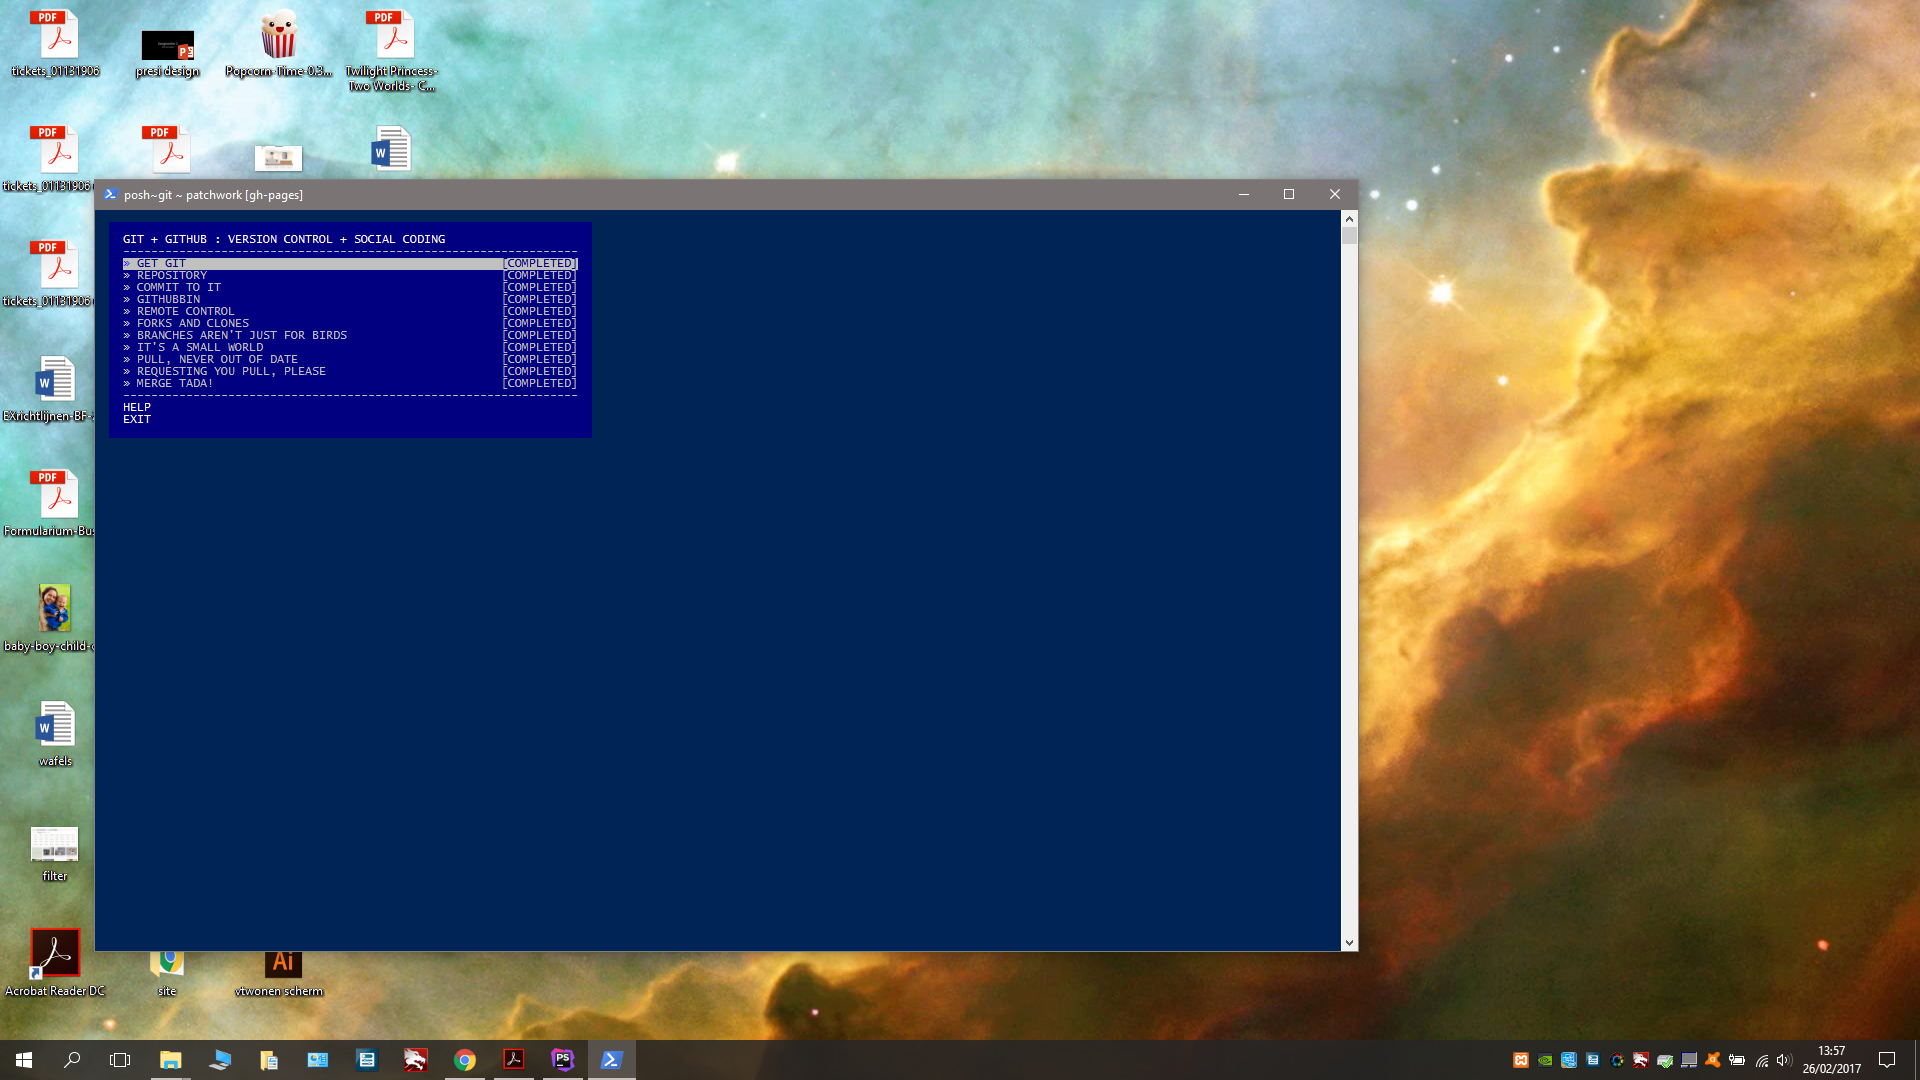 tickets_01131906
presi design
Popcorn-Time-0.3...
Twilight Princess-
Two Worlds- C...
tickets_01131906
tickets_01131906
EXrichtlijnen-BF-
Formularium-Bus
baby-boy-child-
wafels
filter
Acrobat Reader DC
site
vtwonen scherm
posh~git ~ patchwork [gh-pages]
GIT + GITHUB : VERSION CONTROL + SOCIAL CODING
» GET GIT [COMPLETED]
» REPOSITORY [COMPLETED]
» COMMIT TO IT [COMPLETED]
» GITHUBBIN [COMPLETED]
» REMOTE CONTROL [COMPLETED]
» FORKS AND CLONES [COMPLETED]
» BRANCHES AREN'T JUST FOR BIRDS [COMPLETED]
» IT'S A SMALL WORLD [COMPLETED]
» PULL, NEVER OUT OF DATE [COMPLETED]
» REQUESTING YOU PULL, PLEASE [COMPLETED]
» MERGE TADA! [COMPLETED]
HELP
EXIT
13:57
26/02/2017